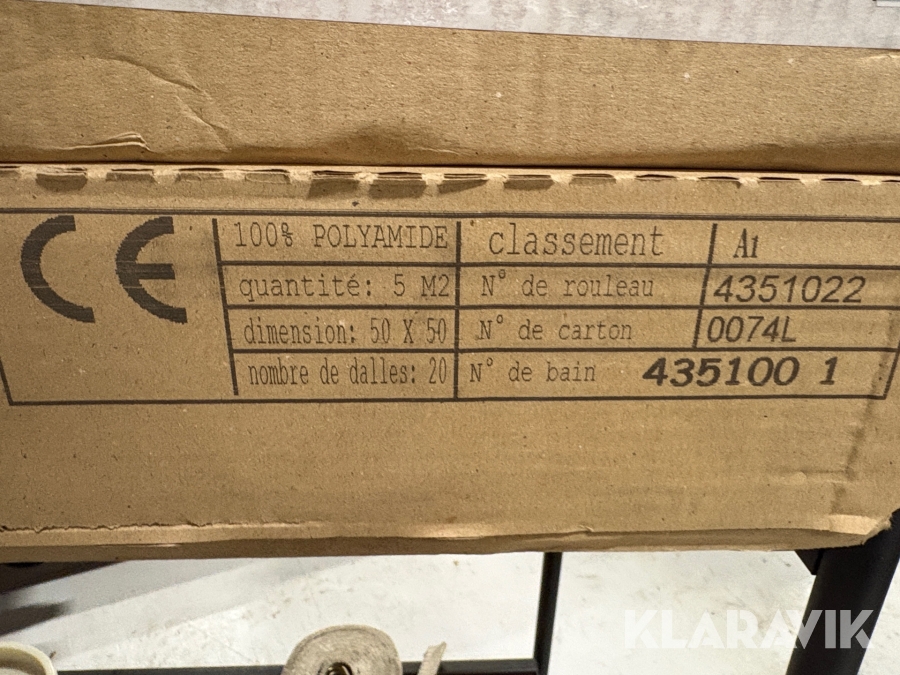 CE
100% POLYAMIDE classement A1
quantité: 5 M2 N° de rouleau 4351022
dimension: 50 X 50 N° de carton 0074L
nombre de dalles: 20 N° de bain 435100 1
KLARAVIK